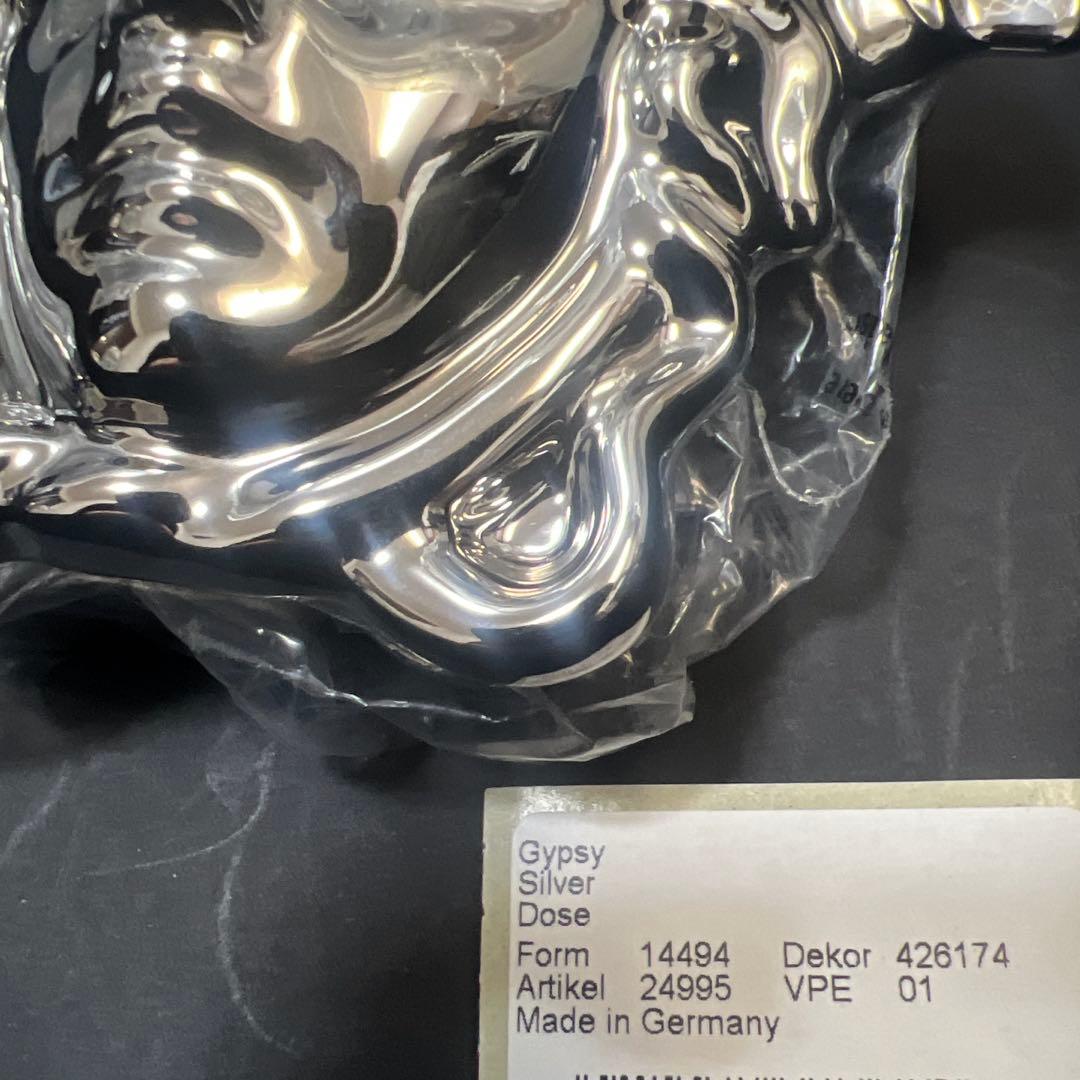 Gypsy
Silver
Dose
Form 14494 Dekor 426174
Artikel 24995 VPE 01
Made in Germany